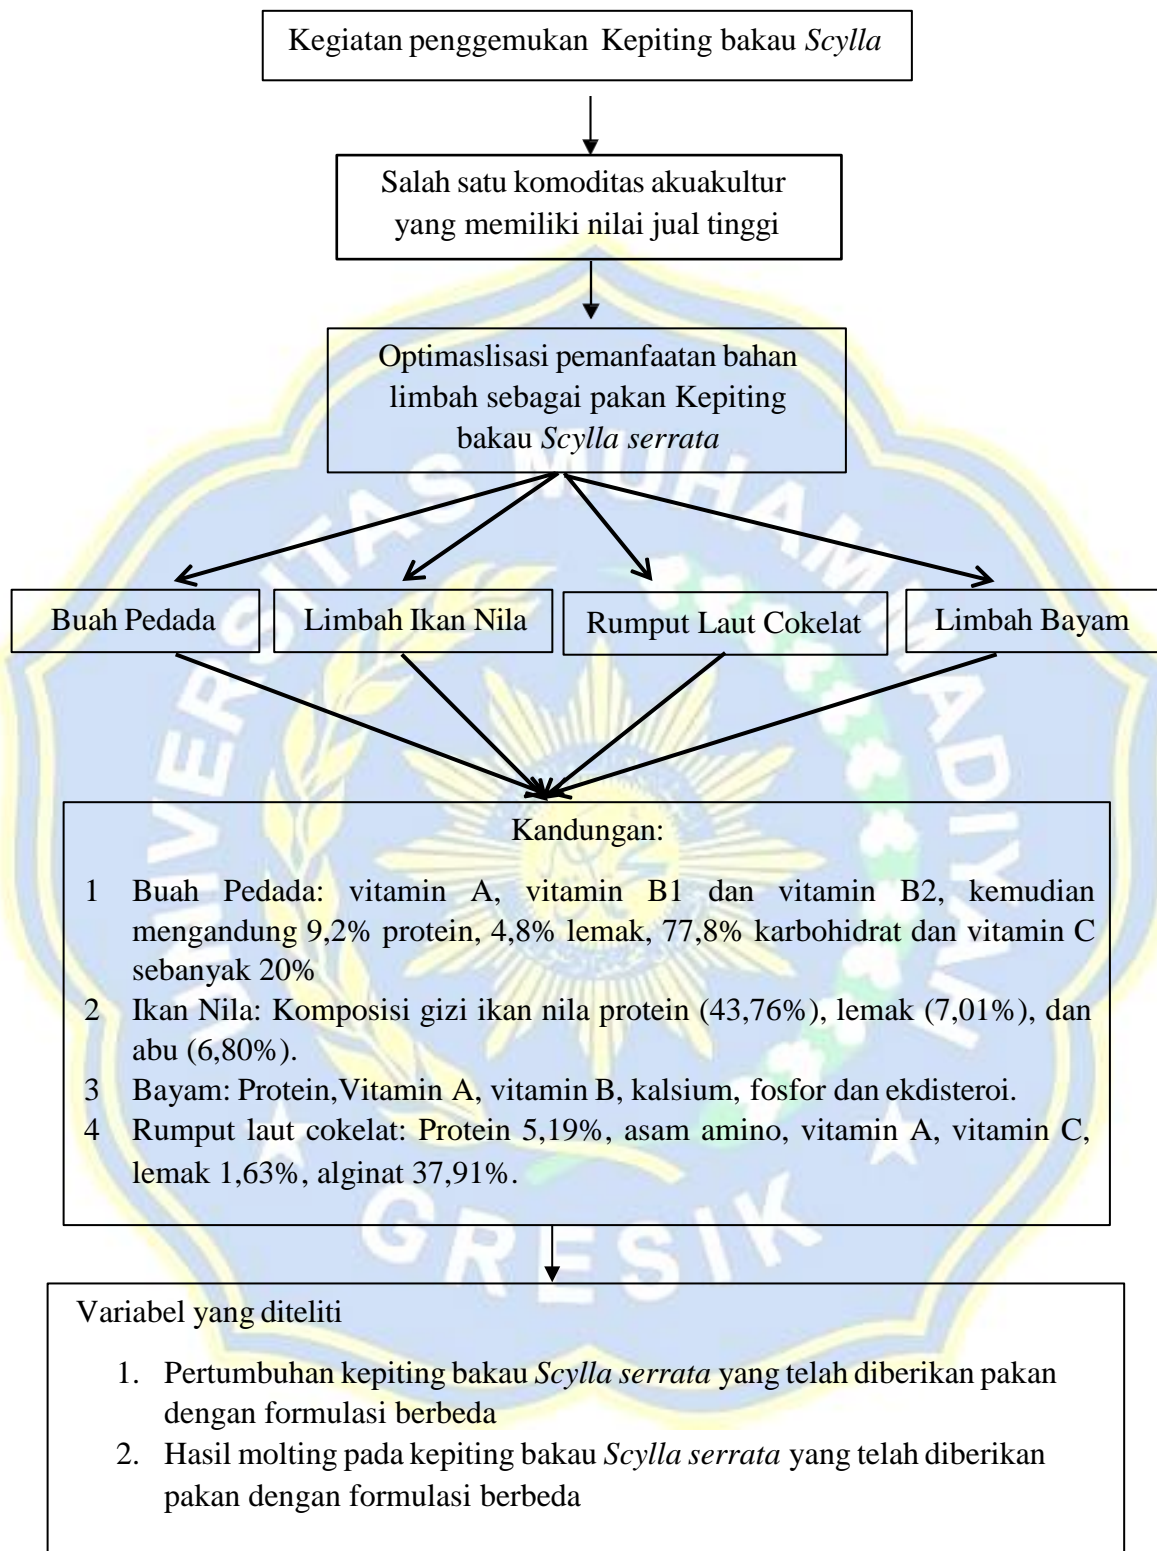 Kegiatan penggemukan Kepiting bakau Scylla
Salah satu komoditas akuakultur
yang memiliki nilai jual tinggi
Optimaslisasi pemanfaatan bahan
limbah sebagai pakan Kepiting
bakau Scylla serrata
UNIVERSITAS MUHAMMADIYAH
Buah Pedada
Limbah Ikan Nila
Rumput Laut Cokelat
Limbah Bayam
Kandungan:
1 Buah Pedada: vitamin A, vitamin B1 dan vitamin B2, kemudian
mengandung 9,2% protein, 4,8% lemak, 77,8% karbohidrat dan vitamin C
sebanyak 20%
2 Ikan Nila: Komposisi gizi ikan nila protein (43,76%), lemak (7,01%), dan
abu (6,80%).
3 Bayam: Protein,Vitamin A, vitamin B, kalsium, fosfor dan ekdisteroi.
4 Rumput laut cokelat: Protein 5,19%, asam amino, vitamin A, vitamin C,
lemak 1,63%, alginat 37,91%.
GRESIK
Variabel yang diteliti
1. Pertumbuhan kepiting bakau Scylla serrata yang telah diberikan pakan
dengan formulasi berbeda
2. Hasil molting pada kepiting bakau Scylla serrata yang telah diberikan
pakan dengan formulasi berbeda